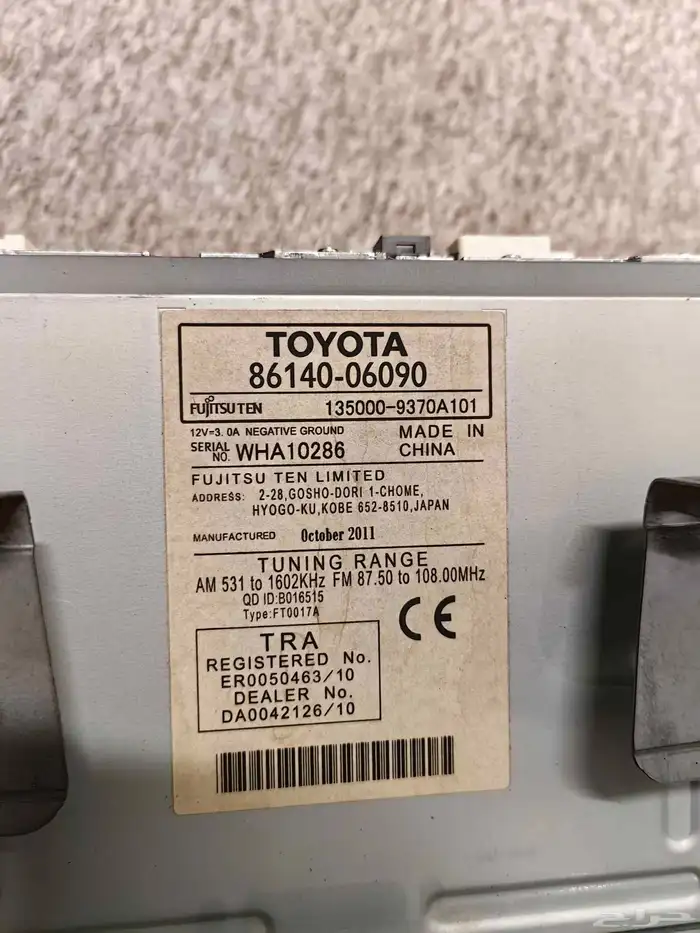 TOYOTA
86140-06090
FUJITSU TEN 135000-9370A101
12V⎓3.0A NEGATIVE GROUND
MADE IN
CHINA
SERIAL NO. WHA10286
FUJITSU TEN LIMITED
ADDRESS: 2-28,GOSHO-DORI 1-CHOME,
HYOGO-KU,KOBE 652-8510,JAPAN
MANUFACTURED October 2011
TUNING RANGE
AM 531 to 1602KHz FM 87.50 to 108.00MHz
QD ID:B016515
Type:FT0017A
CE
TRA
REGISTERED No.
ER0050463/10
DEALER No.
DA0042126/10
حراج